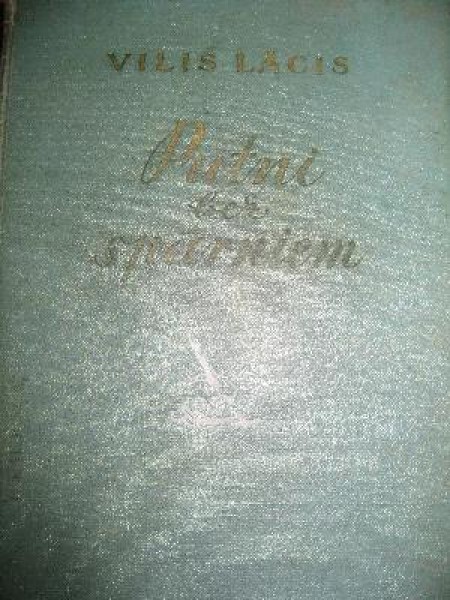 VILIS LĀCIS
Putni
bez
spārniem